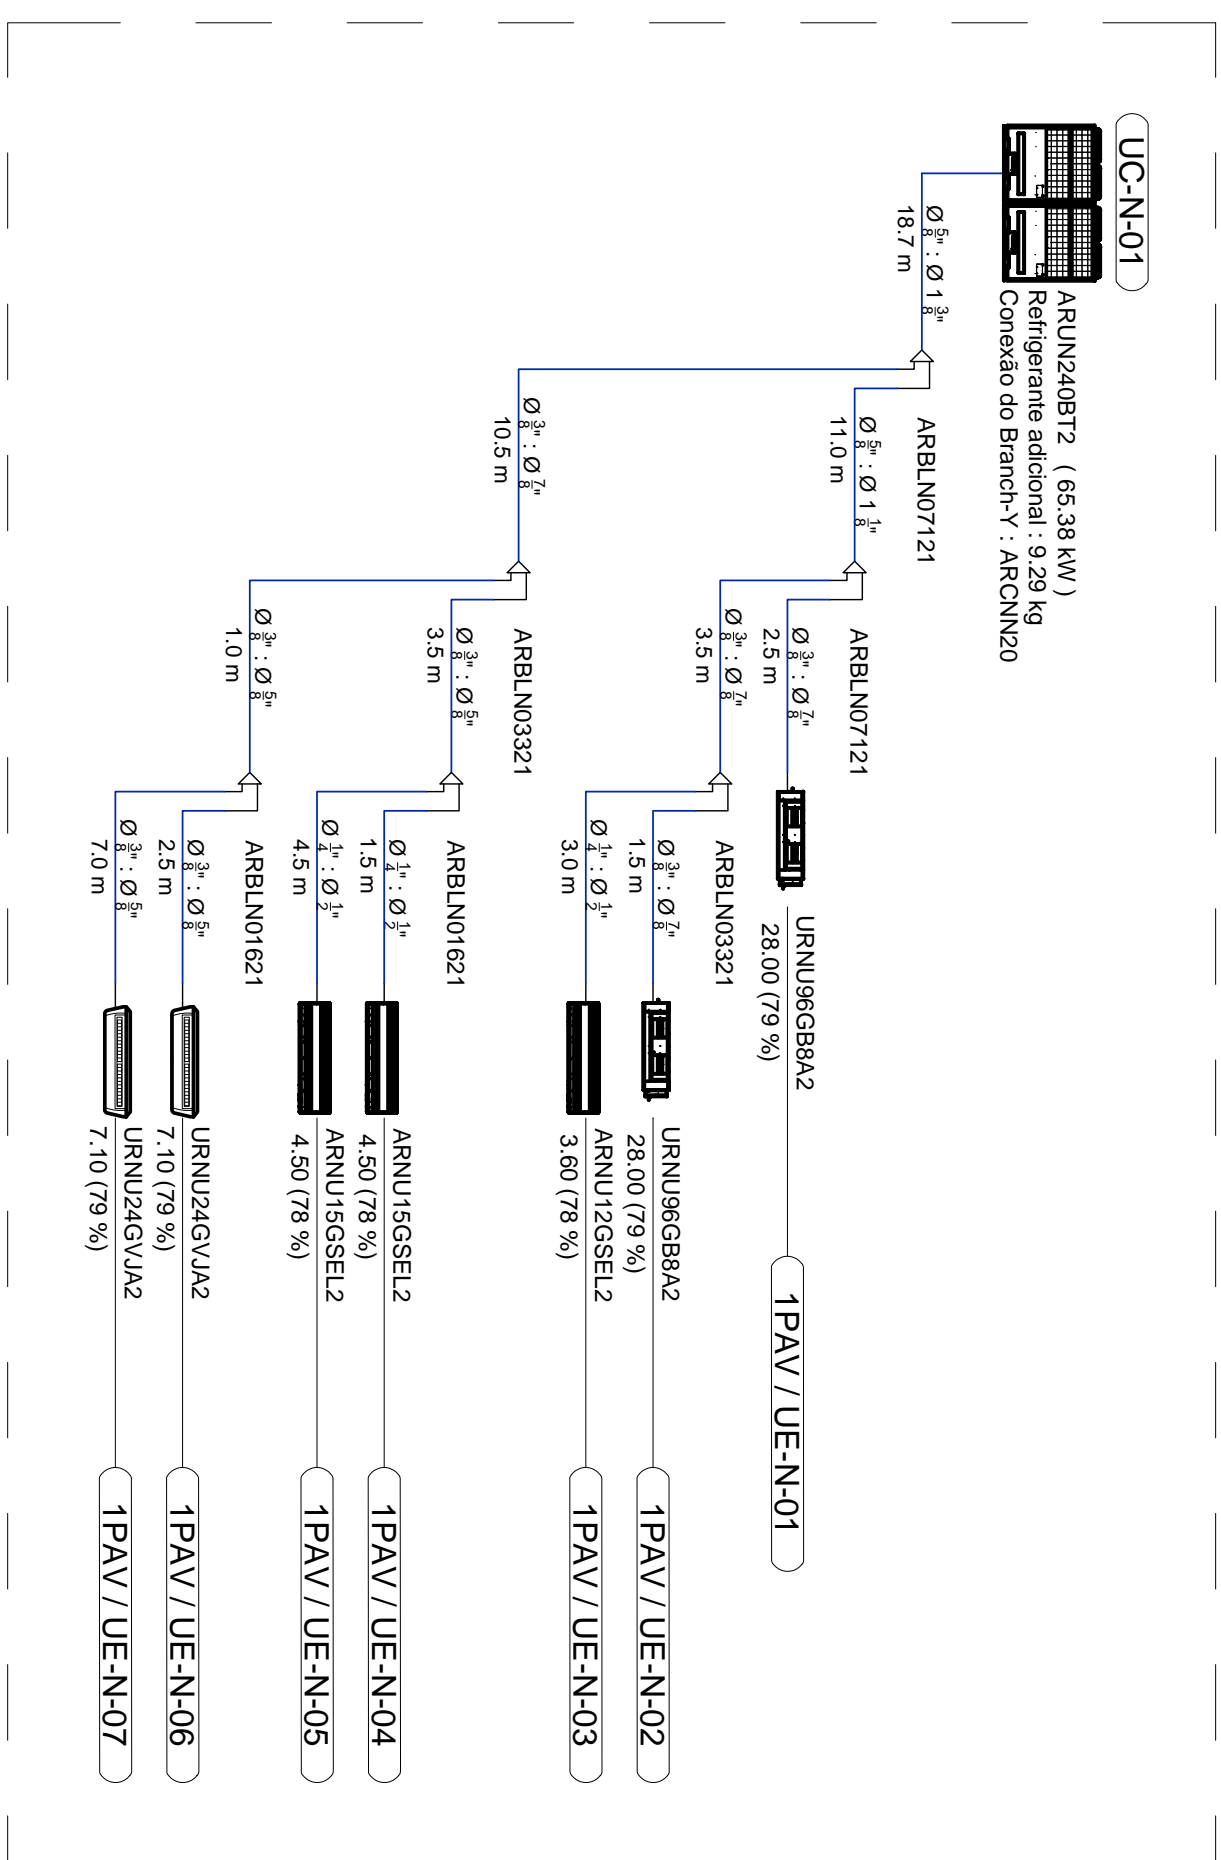 UC-N-01
ARUN240BT2 ( 65.38 kW )
Refrigerante adicional : 9.29 kg
Conexão do Branch-Y : ARCNN20
Ø 5/8" : Ø 1 3/8"
18.7 m
ARBLN07121
Ø 5/8" : Ø 1 1/8"
11.0 m
ARBLN07121
Ø 3/8" : Ø 7/8"
2.5 m
URNU96GB8A2
28.00 (79 %)
1PAV / UE-N-01
Ø 3/8" : Ø 7/8"
3.5 m
ARBLN03321
Ø 3/8" : Ø 7/8"
1.5 m
URNU96GB8A2
28.00 (79 %)
1PAV / UE-N-02
Ø 1/4" : Ø 1/2"
3.0 m
ARNU12GSEL2
3.60 (78 %)
1PAV / UE-N-03
Ø 3/8" : Ø 7/8"
10.5 m
ARBLN03321
Ø 3/8" : Ø 5/8"
3.5 m
ARBLN01621
Ø 1/4" : Ø 1/2"
1.5 m
ARNU15GSEL2
4.50 (78 %)
1PAV / UE-N-04
Ø 1/4" : Ø 1/2"
4.5 m
ARNU15GSEL2
4.50 (78 %)
1PAV / UE-N-05
Ø 3/8" : Ø 5/8"
1.0 m
ARBLN01621
Ø 3/8" : Ø 5/8"
2.5 m
URNU24GVJA2
7.10 (79 %)
1PAV / UE-N-06
Ø 3/8" : Ø 5/8"
7.0 m
URNU24GVJA2
7.10 (79 %)
1PAV / UE-N-07